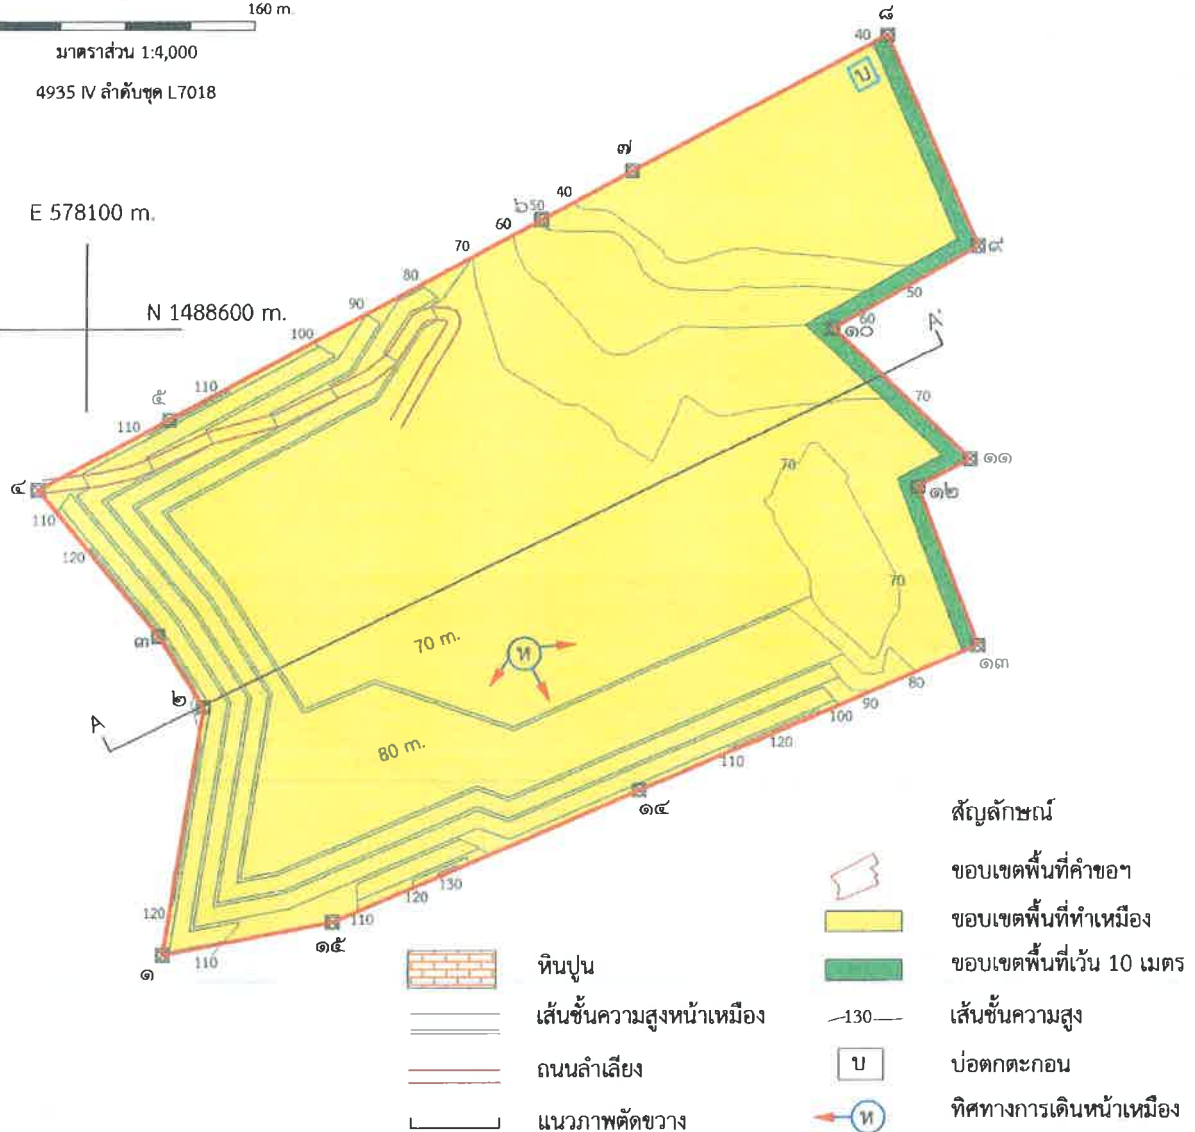 160 m.
มาตราส่วน 1:4,000
4935 IV ลำดับชุด L7018
E 578100 m.
N 1488600 m.
๘
40
บ
๗
๖
50
40
60
70
80
90
100
๙
50
60
๑๐
A'
70
๕
110
110
๔
110
120
๑๑
๑๒
70
70
๓
70 m.
ห
๑๓
๒
A
80 m.
80
90
100
120
110
๑๔
130
120
110
๑๕
120
110
๑
สัญลักษณ์
ขอบเขตพื้นที่คำขอฯ
ขอบเขตพื้นที่ทำเหมือง
หินปูน
ขอบเขตพื้นที่เว้น 10 เมตร
เส้นชั้นความสูงหน้าเหมือง
130
เส้นชั้นความสูง
ถนนลำเลียง
บ
บ่อตกตะกอน
แนวภาพตัดขวาง
ห
ทิศทางการเดินหน้าเหมือง